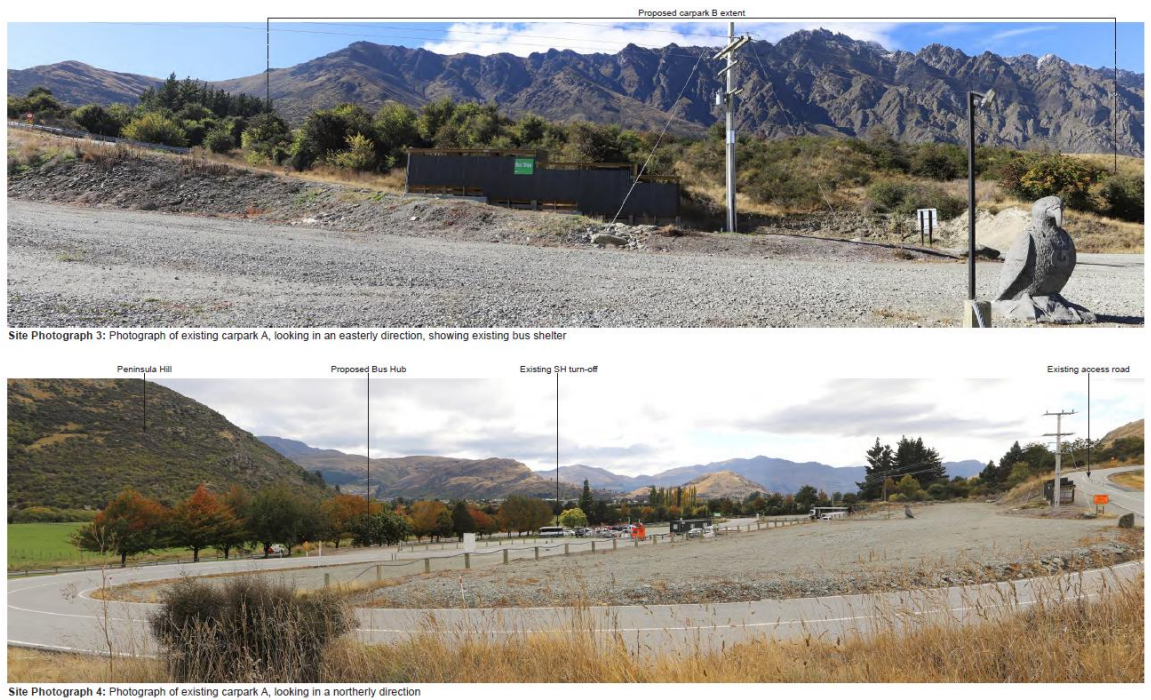 Proposed carpark B extent
Bus Stop
Site Photograph 3: Photograph of existing carpark A, looking in an easterly direction, showing existing bus shelter
Peninsula Hill
Proposed Bus Hub
Existing SH turn-off
Existing access road
Site Photograph 4: Photograph of existing carpark A, looking in a northerly direction